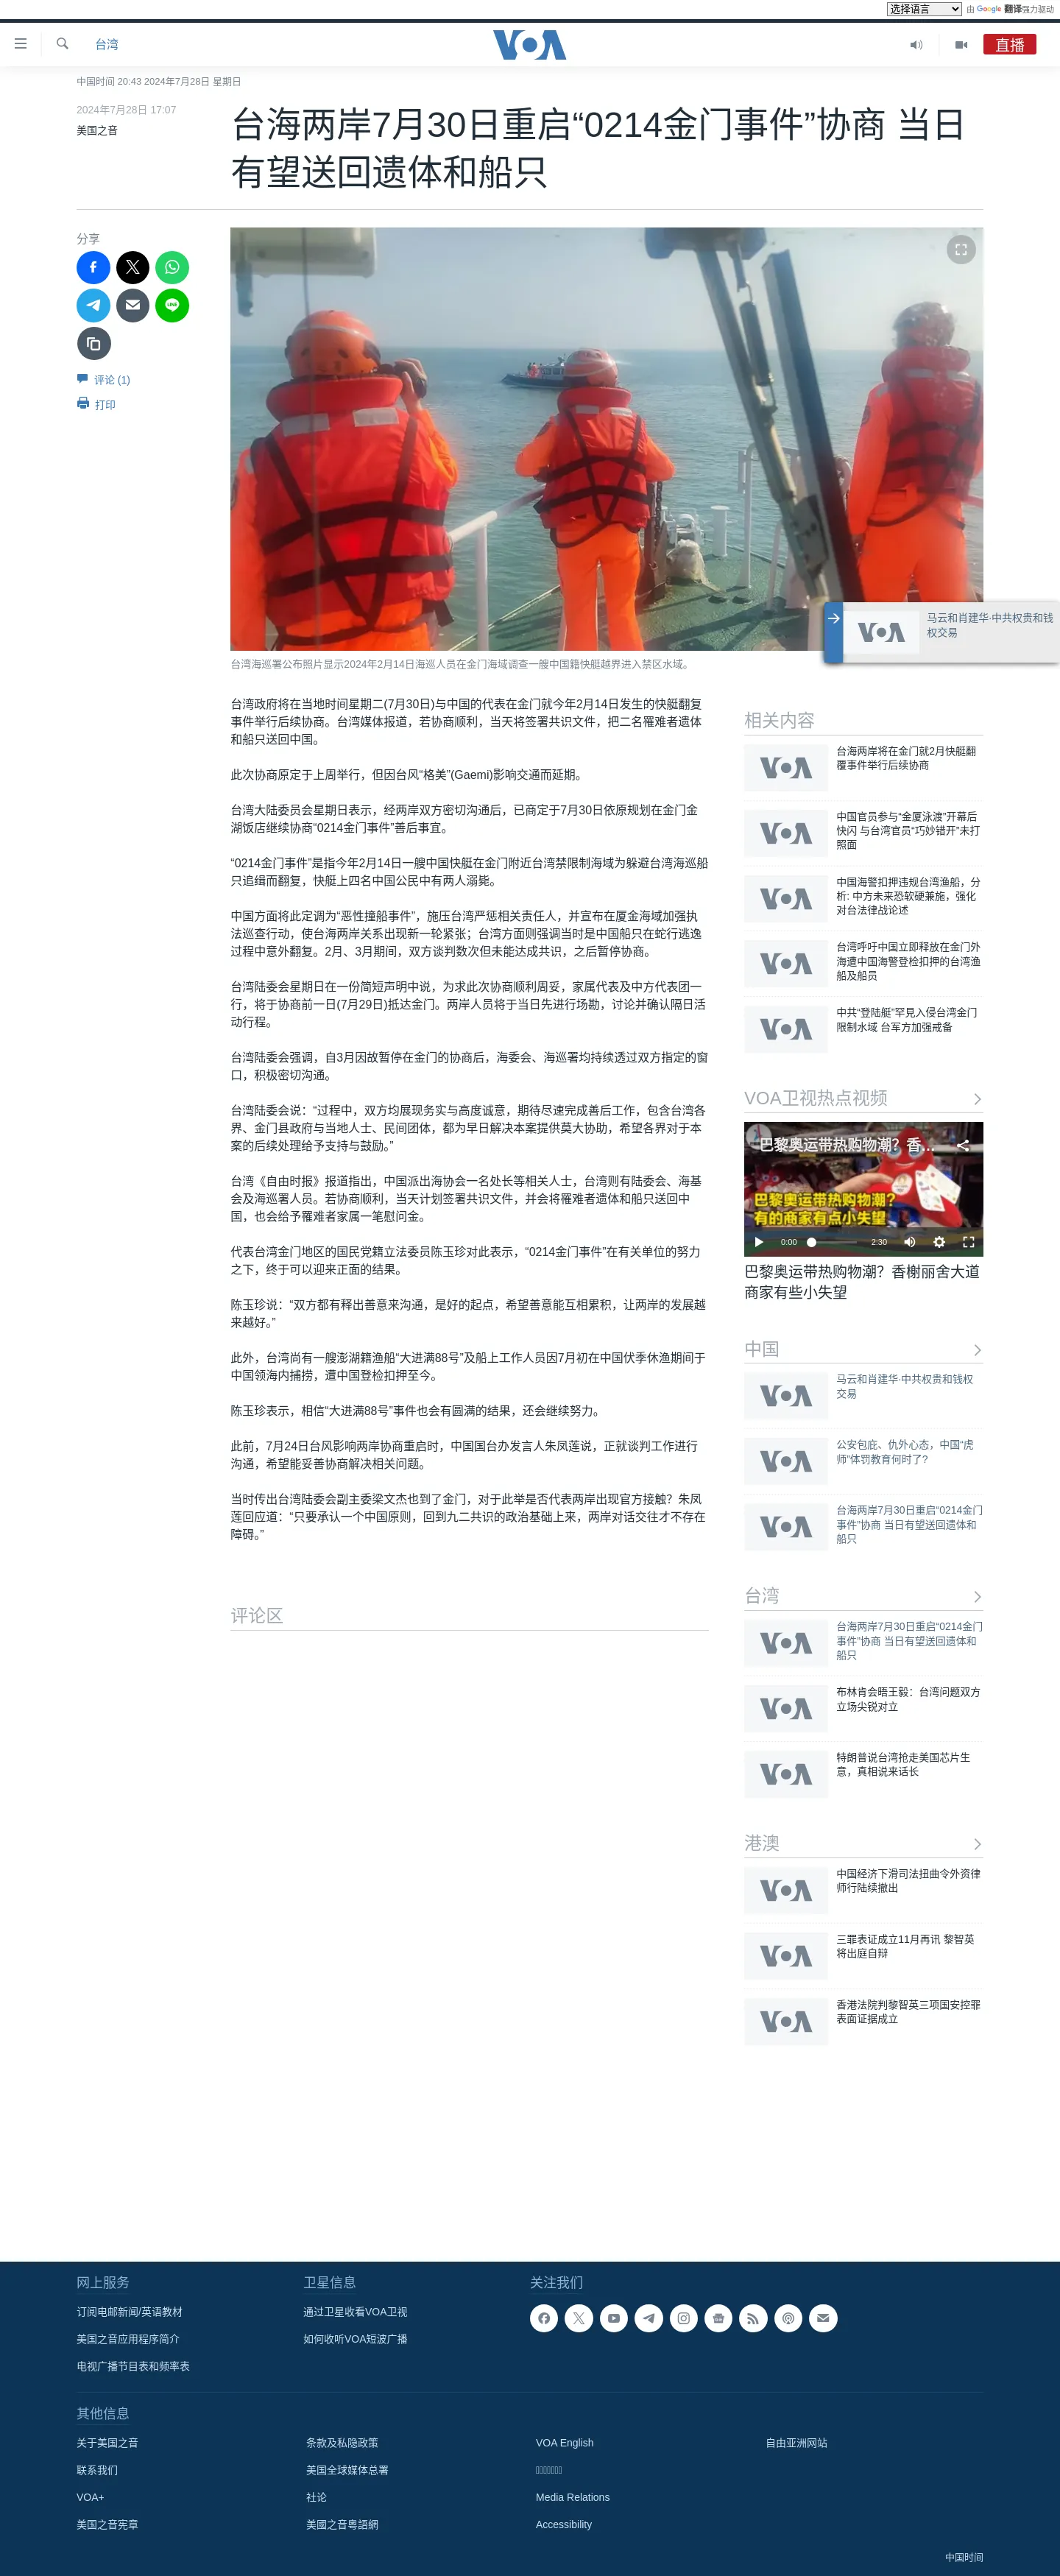 选择语言 由 Google 翻译强力驱动
台湾
VOA
直播
中国时间 20:43 2024年7月28日 星期日
2024年7月28日 17:07
美国之音
台海两岸7月30日重启“0214金门事件”协商 当日
有望送回遗体和船只
分享
评论 (1)
打印
马云和肖建华·中共权贵和钱
权交易
VOA
台湾海巡署公布照片显示2024年2月14日海巡人员在金门海域调查一艘中国籍快艇越界进入禁区水域。
台湾政府将在当地时间星期二(7月30日)与中国的代表在金门就今年2月14日发生的快艇翻复
事件举行后续协商。台湾媒体报道，若协商顺利，当天将签署共识文件，把二名罹难者遗体
和船只送回中国。
此次协商原定于上周举行，但因台风“格美”(Gaemi)影响交通而延期。
台湾大陆委员会星期日表示，经两岸双方密切沟通后，已商定于7月30日依原规划在金门金
湖饭店继续协商“0214金门事件”善后事宜。
“0214金门事件”是指今年2月14日一艘中国快艇在金门附近台湾禁限制海域为躲避台湾海巡船
只追缉而翻复，快艇上四名中国公民中有两人溺毙。
中国方面将此定调为“恶性撞船事件”，施压台湾严惩相关责任人，并宣布在厦金海域加强执
法巡查行动，使台海两岸关系出现新一轮紧张；台湾方面则强调当时是中国船只在蛇行逃逸
过程中意外翻复。2月、3月期间，双方谈判数次但未能达成共识，之后暂停协商。
台湾陆委会星期日在一份简短声明中说，为求此次协商顺利周妥，家属代表及中方代表团一
行，将于协商前一日(7月29日)抵达金门。两岸人员将于当日先进行场勘，讨论并确认隔日活
动行程。
台湾陆委会强调，自3月因故暂停在金门的协商后，海委会、海巡署均持续透过双方指定的窗
口，积极密切沟通。
台湾陆委会说：“过程中，双方均展现务实与高度诚意，期待尽速完成善后工作，包含台湾各
界、金门县政府与当地人士、民间团体，都为早日解决本案提供莫大协助，希望各界对于本
案的后续处理给予支持与鼓励。”
台湾《自由时报》报道指出，中国派出海协会一名处长等相关人士，台湾则有陆委会、海基
会及海巡署人员。若协商顺利，当天计划签署共识文件，并会将罹难者遗体和船只送回中
国，也会给予罹难者家属一笔慰问金。
代表台湾金门地区的国民党籍立法委员陈玉珍对此表示，“0214金门事件”在有关单位的努力
之下，终于可以迎来正面的结果。
陈玉珍说：“双方都有释出善意来沟通，是好的起点，希望善意能互相累积，让两岸的发展越
来越好。”
此外，台湾尚有一艘澎湖籍渔船“大进满88号”及船上工作人员因7月初在中国伏季休渔期间于
中国领海内捕捞，遭中国登检扣押至今。
陈玉珍表示，相信“大进满88号”事件也会有圆满的结果，还会继续努力。
此前，7月24日台风影响两岸协商重启时，中国国台办发言人朱凤莲说，正就谈判工作进行
沟通，希望能妥善协商解决相关问题。
当时传出台湾陆委会副主委梁文杰也到了金门，对于此举是否代表两岸出现官方接触？朱凤
莲回应道：“只要承认一个中国原则，回到九二共识的政治基础上来，两岸对话交往才不存在
障碍。”
评论区
相关内容
VOA
台海两岸将在金门就2月快艇翻
覆事件举行后续协商
VOA
中国官员参与“金厦泳渡”开幕后
快闪 与台湾官员“巧妙错开”未打
照面
VOA
中国海警扣押违规台湾渔船，分
析: 中方未来恐软硬兼施，强化
对台法律战论述
VOA
台湾呼吁中国立即释放在金门外
海遭中国海警登检扣押的台湾渔
船及船员
VOA
中共“登陆艇”罕见入侵台湾金门
限制水域 台军方加强戒备
VOA卫视热点视频
巴黎奥运带热购物潮？香...
巴黎奥运带热购物潮？
有的商家有点小失望
0:00 2:30
巴黎奥运带热购物潮？香榭丽舍大道
商家有些小失望
中国
VOA
马云和肖建华·中共权贵和钱权
交易
VOA
公安包庇、仇外心态，中国“虎
师”体罚教育何时了?
VOA
台海两岸7月30日重启“0214金门
事件”协商 当日有望送回遗体和
船只
台湾
VOA
台海两岸7月30日重启“0214金门
事件”协商 当日有望送回遗体和
船只
VOA
布林肯会晤王毅：台湾问题双方
立场尖锐对立
VOA
特朗普说台湾抢走美国芯片生
意，真相说来话长
港澳
VOA
中国经济下滑司法扭曲令外资律
师行陆续撤出
VOA
三罪表证成立11月再讯 黎智英
将出庭自辩
VOA
香港法院判黎智英三项国安控罪
表面证据成立
网上服务
订阅电邮新闻/英语教材
美国之音应用程序简介
电视广播节目表和频率表
卫星信息
通过卫星收看VOA卫视
如何收听VOA短波广播
关注我们
其他信息
关于美国之音
联系我们
VOA+
美国之音宪章
条款及私隐政策
美国全球媒体总署
社论
美國之音粵語網
VOA English
Media Relations
Accessibility
自由亚洲网站
中国时间